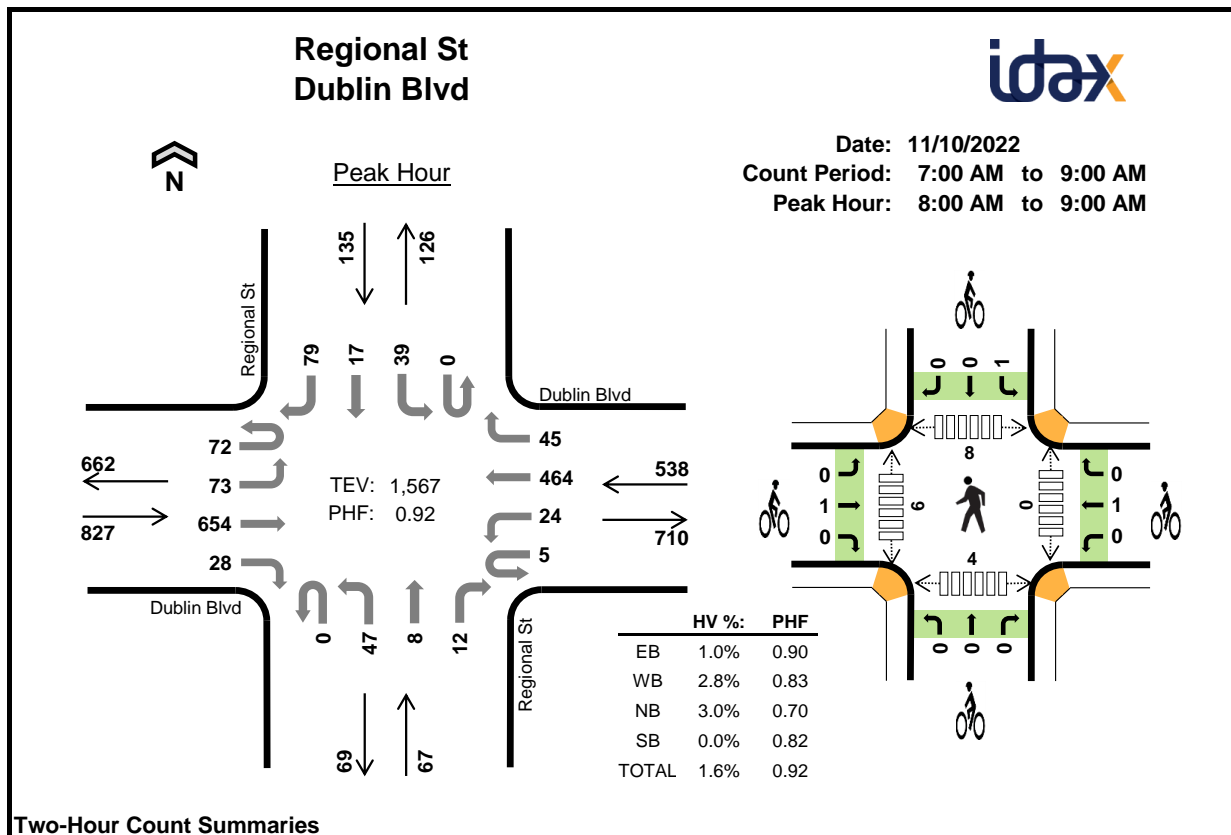 Regional St
Dublin Blvd
idax
Date: 11/10/2022
Count Period: 7:00 AM to 9:00 AM
Peak Hour: 8:00 AM to 9:00 AM
N
Peak Hour
135
126
Regional St
79
17
39
0
Dublin Blvd
72
73
654
28
662
827
TEV: 1,567
PHF: 0.92
45
464
24
5
538
710
Dublin Blvd
0
47
8
12
Regional St
69
67
HV %: PHF
EB 1.0% 0.90
WB 2.8% 0.83
NB 3.0% 0.70
SB 0.0% 0.82
TOTAL 1.6% 0.92
0
0
1
8
0
1
0
6
0
0
1
0
4
0
0
0
Two-Hour Count Summaries